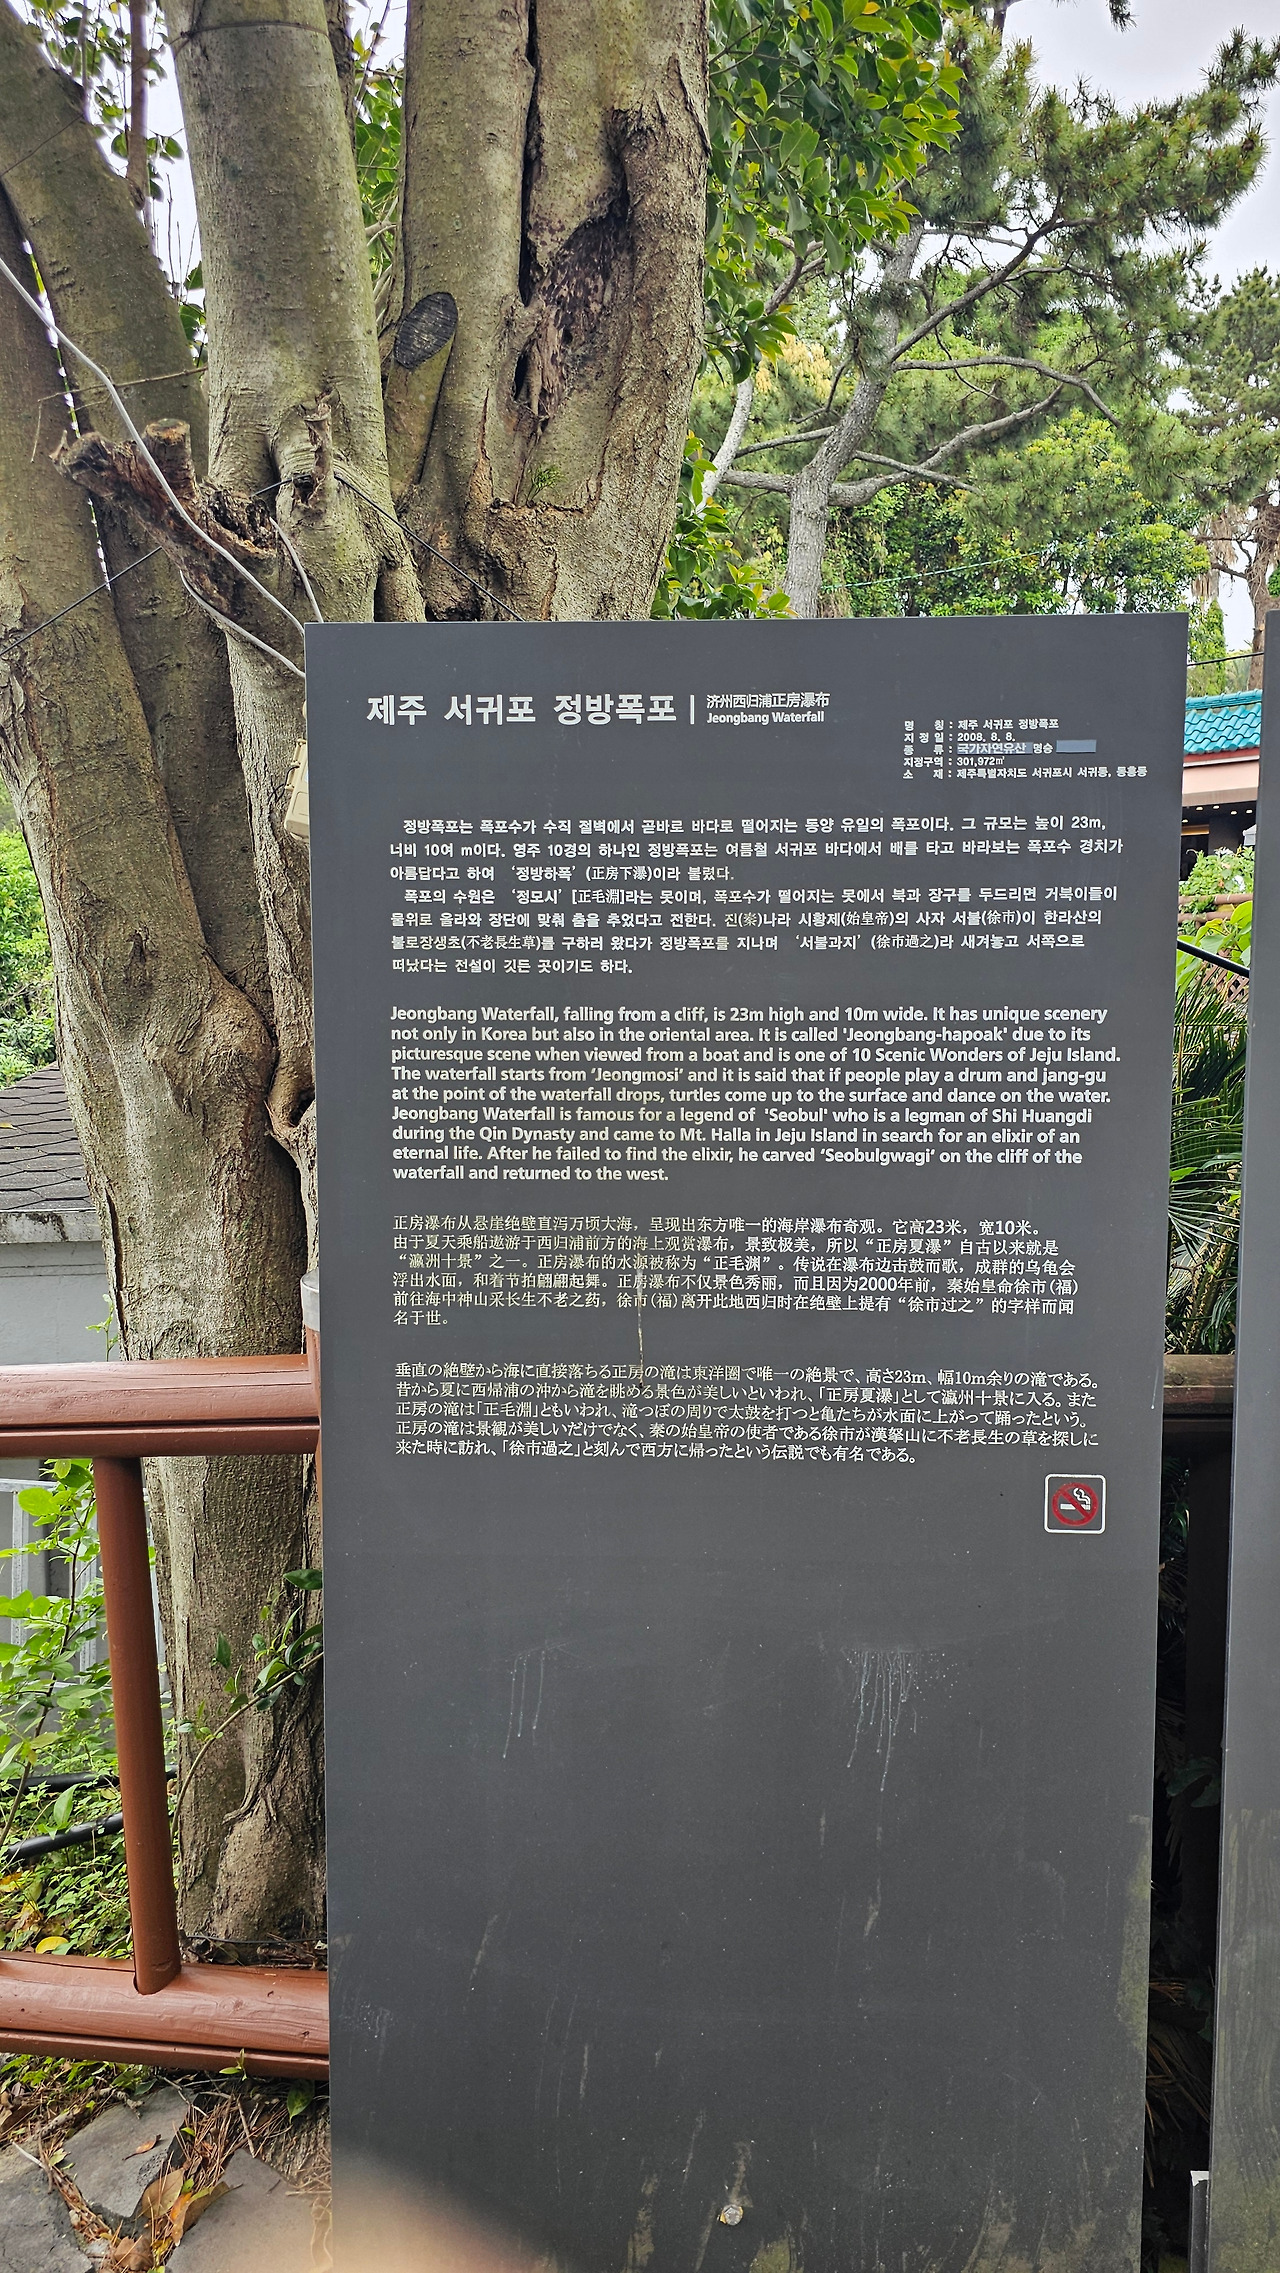 제주 서귀포 정방폭포
济州西归浦正房瀑布
Jeongbang Waterfall
명 칭 : 제주 서귀포 정방폭포
지 정 일 : 2008. 8. 8.
종 류 : 국가자연유산 명승
지정구역 : 301,972㎡
소 재 : 제주특별자치도 서귀포시 서귀동, 동홍동
정방폭포는 폭포수가 수직 절벽에서 곧바로 바다로 떨어지는 동양 유일의 폭포이다. 그 규모는 높이 23m,
너비 10여 m이다. 영주 10경의 하나인 정방폭포는 여름철 서귀포 바다에서 배를 타고 바라보는 폭포수 경치가
아름답다고 하여 ‘정방하폭’(正房下瀑)이라 불렸다.
폭포의 수원은 ‘정모시’[正毛淵]라는 못이며, 폭포수가 떨어지는 못에서 북과 장구를 두드리면 거북이들이
물위로 올라와 장단에 맞춰 춤을 추었다고 전한다. 진(秦)나라 시황제(始皇帝)의 사자 서불(徐市)이 한라산의
불로장생초(不老長生草)를 구하러 왔다가 정방폭포를 지나며 ‘서불과지’(徐市過之)라 새겨놓고 서쪽으로
떠났다는 전설이 깃든 곳이기도 하다.
Jeongbang Waterfall, falling from a cliff, is 23m high and 10m wide. It has unique scenery
not only in Korea but also in the oriental area. It is called 'Jeongbang-hapoak' due to its
picturesque scene when viewed from a boat and is one of 10 Scenic Wonders of Jeju Island.
The waterfall starts from ‘Jeongmosi’ and it is said that if people play a drum and jang-gu
at the point of the waterfall drops, turtles come up to the surface and dance on the water.
Jeongbang Waterfall is famous for a legend of 'Seobul' who is a legman of Shi Huangdi
during the Qin Dynasty and came to Mt. Halla in Jeju Island in search for an elixir of an
eternal life. After he failed to find the elixir, he carved ‘Seobulgwagi‘ on the cliff of the
waterfall and returned to the west.
正房瀑布从悬崖绝壁直泻万顷大海，呈现出东方唯一的海岸瀑布奇观。它高23米，宽10米。
由于夏天乘船遨游于西归浦前方的海上观赏瀑布，景致极美，所以“正房夏瀑”自古以来就是
“瀛洲十景”之一。正房瀑布的水源被称为“正毛渊”。传说在瀑布边击鼓而歌，成群的乌龟会
浮出水面，和着节拍翩翩起舞。正房瀑布不仅景色秀丽，而且因为2000年前，秦始皇命徐市(福)
前往海中神山采长生不老之药，徐市(福)离开此地西归时在绝壁上提有“徐市过之”的字样而闻
名于世。
垂直の絶壁から海に直接落ちる正房の滝は東洋圏で唯一の絶景で、高さ23m、幅10m余りの滝である。
昔から夏に西帰浦の沖から滝を眺める景色が美しいといわれ、「正房夏瀑」として瀛州十景に入る。また
正房の滝は「正毛淵」ともいわれ、滝つぼの周りで太鼓を打つと亀たちが水面に上がって踊ったという。
正房の滝は景観が美しいだけでなく、秦の始皇帝の使者である徐市が漢拏山に不老長生の草を探しに
来た時に訪れ、「徐市過之」と刻んで西方に帰ったという伝説でも有名である。